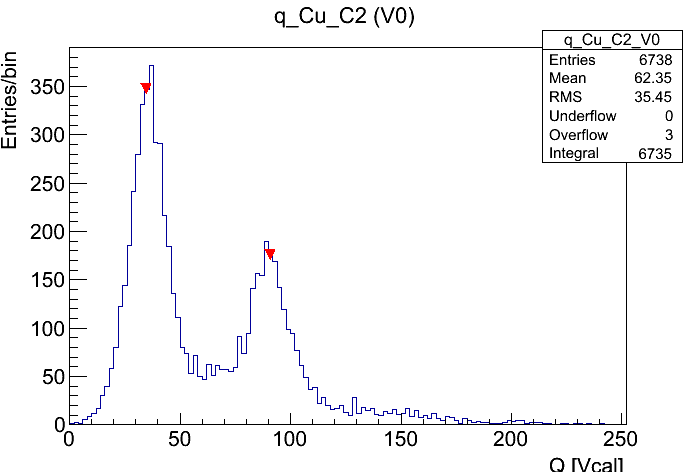 q_Cu_C2 (V0)
q_Cu_C2_V0
Entries 6738
Mean 62.35
RMS 35.45
Underflow 0
Overflow 3
Integral 6735
Entries/bin
350
300
250
200
150
100
50
0
0 50 100 150 200 250
Q [Vcal]